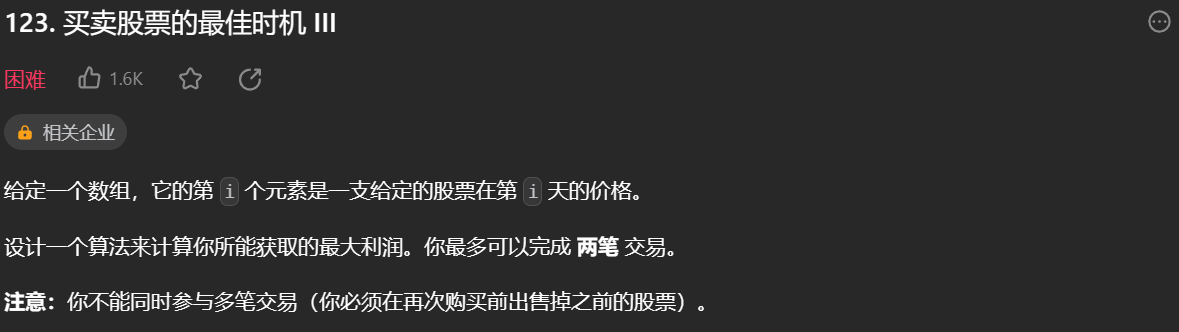 123. 买卖股票的最佳时机 III
困难 1.6K
相关企业
给定一个数组，它的第 i 个元素是一支给定的股票在第 i 天的价格。
设计一个算法来计算你所能获取的最大利润。你最多可以完成 两笔 交易。
注意：你不能同时参与多笔交易（你必须在再次购买前出售掉之前的股票）。